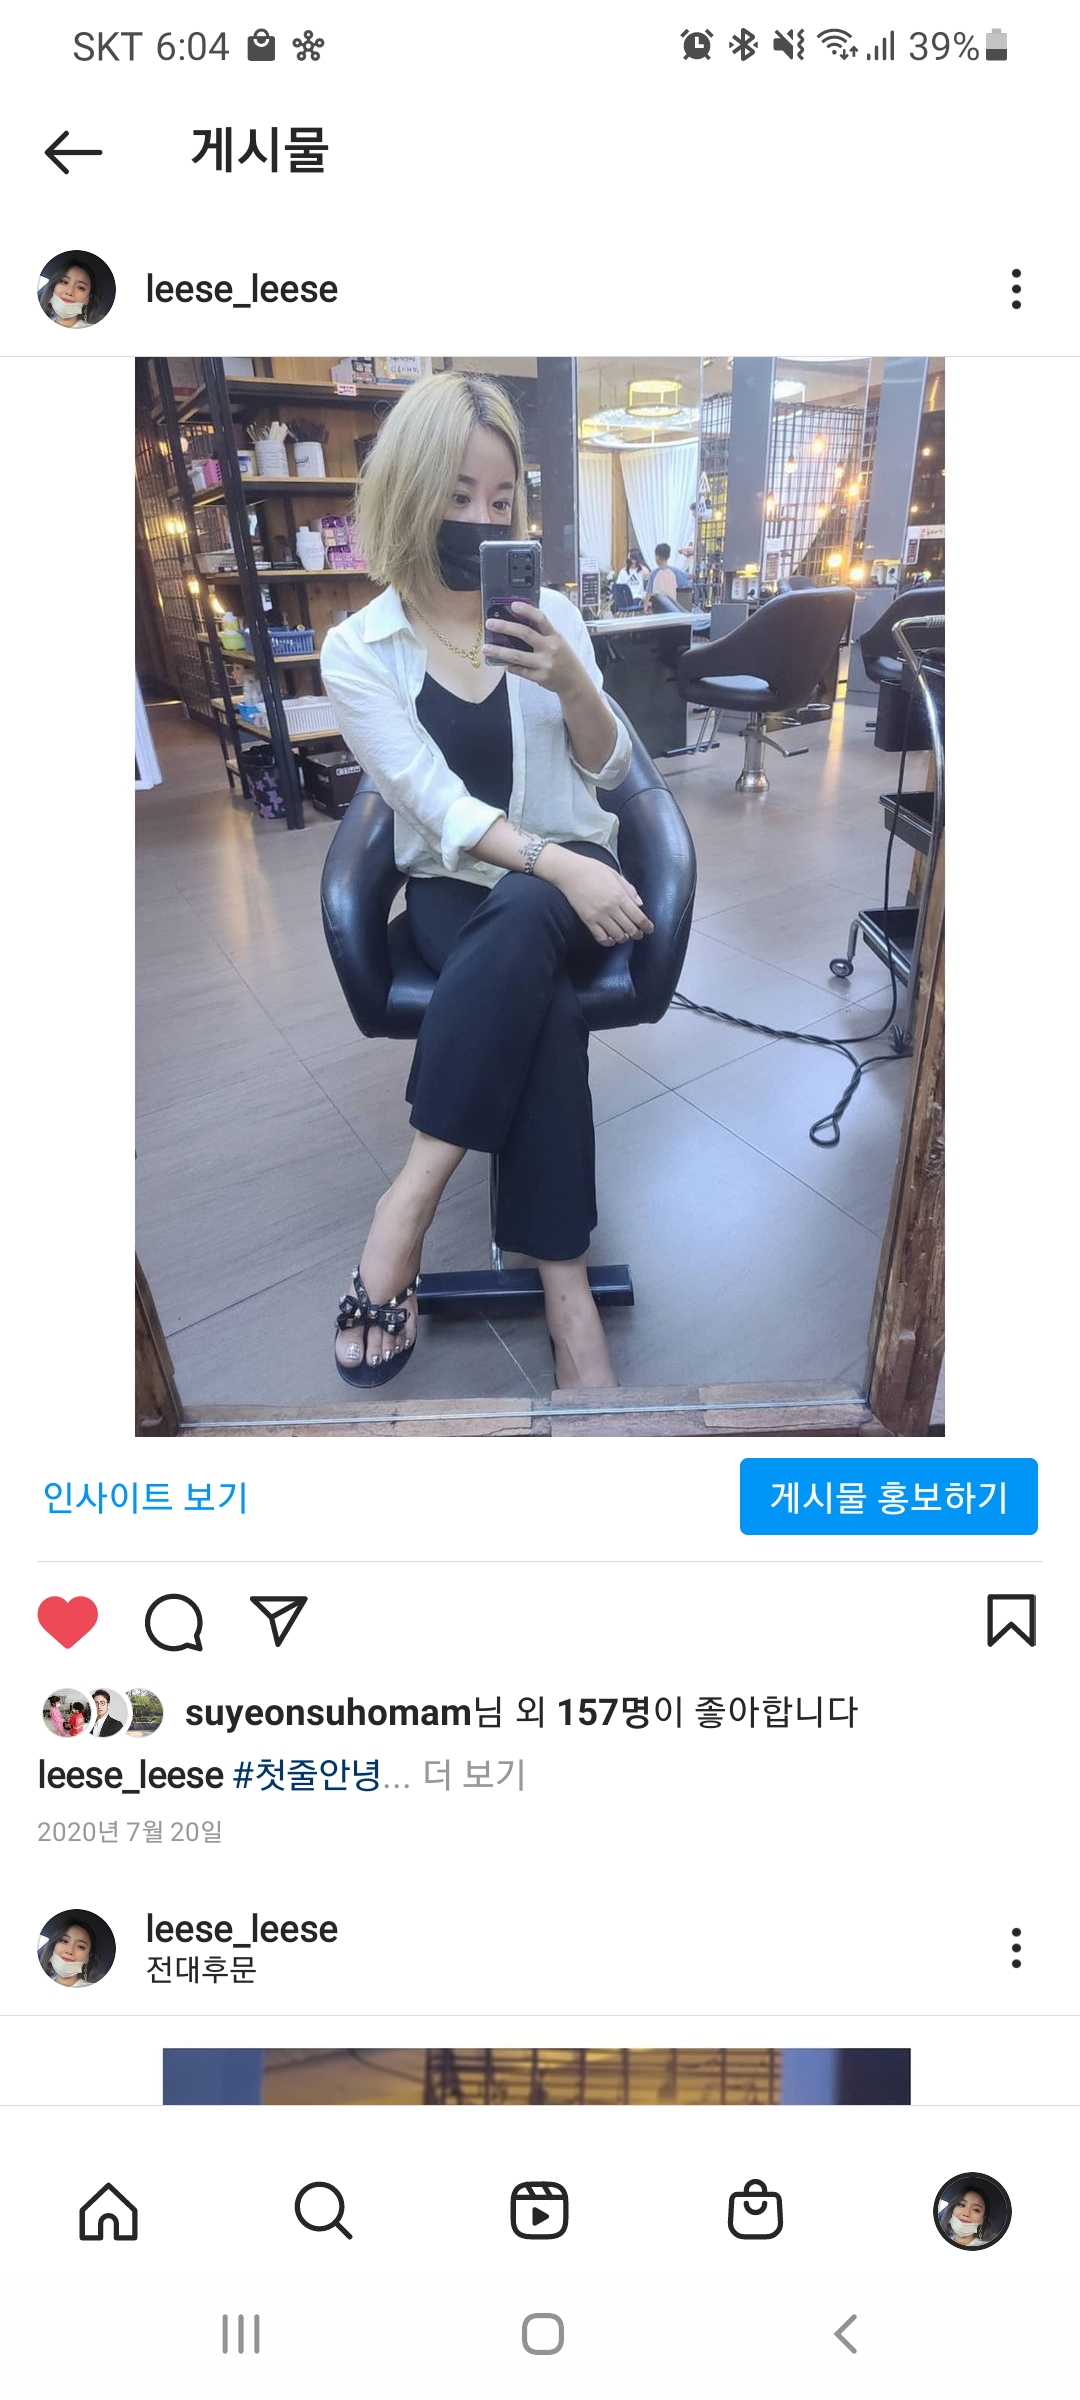 SKT 6:04 39%
게시물
leese_leese
인사이트 보기
게시물 홍보하기
suyeonsuhomam님 외 157명이 좋아합니다
leese_leese #첫줄안녕... 더 보기
2020년 7월 20일
leese_leese
전대후문